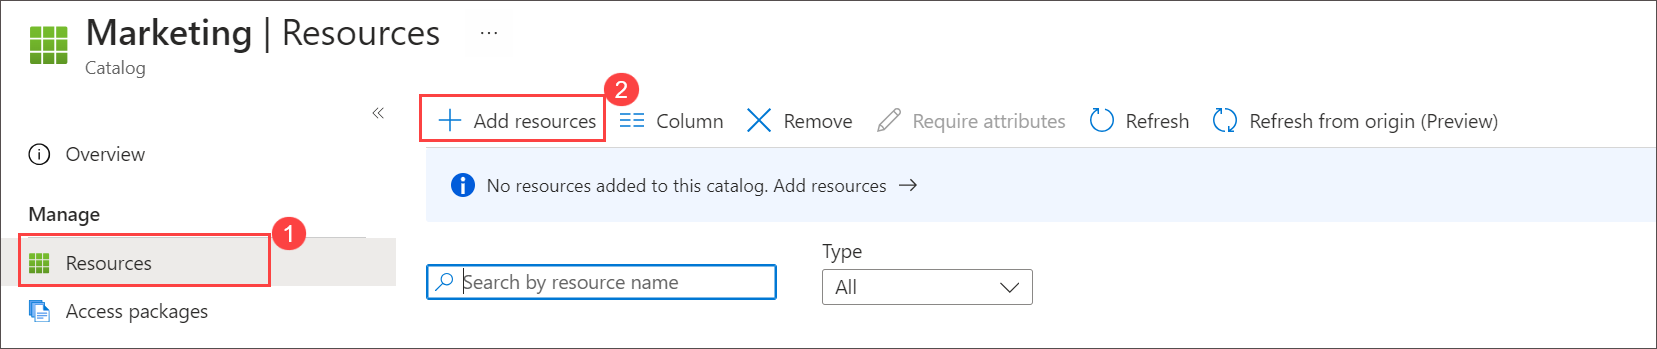 Marketing | Resources ...
Catalog
«
2
Add resources Column Remove Require attributes Refresh Refresh from origin (Preview)
Overview
No resources added to this catalog. Add resources →
Manage
1
Type
Resources
Search by resource name All
Access packages